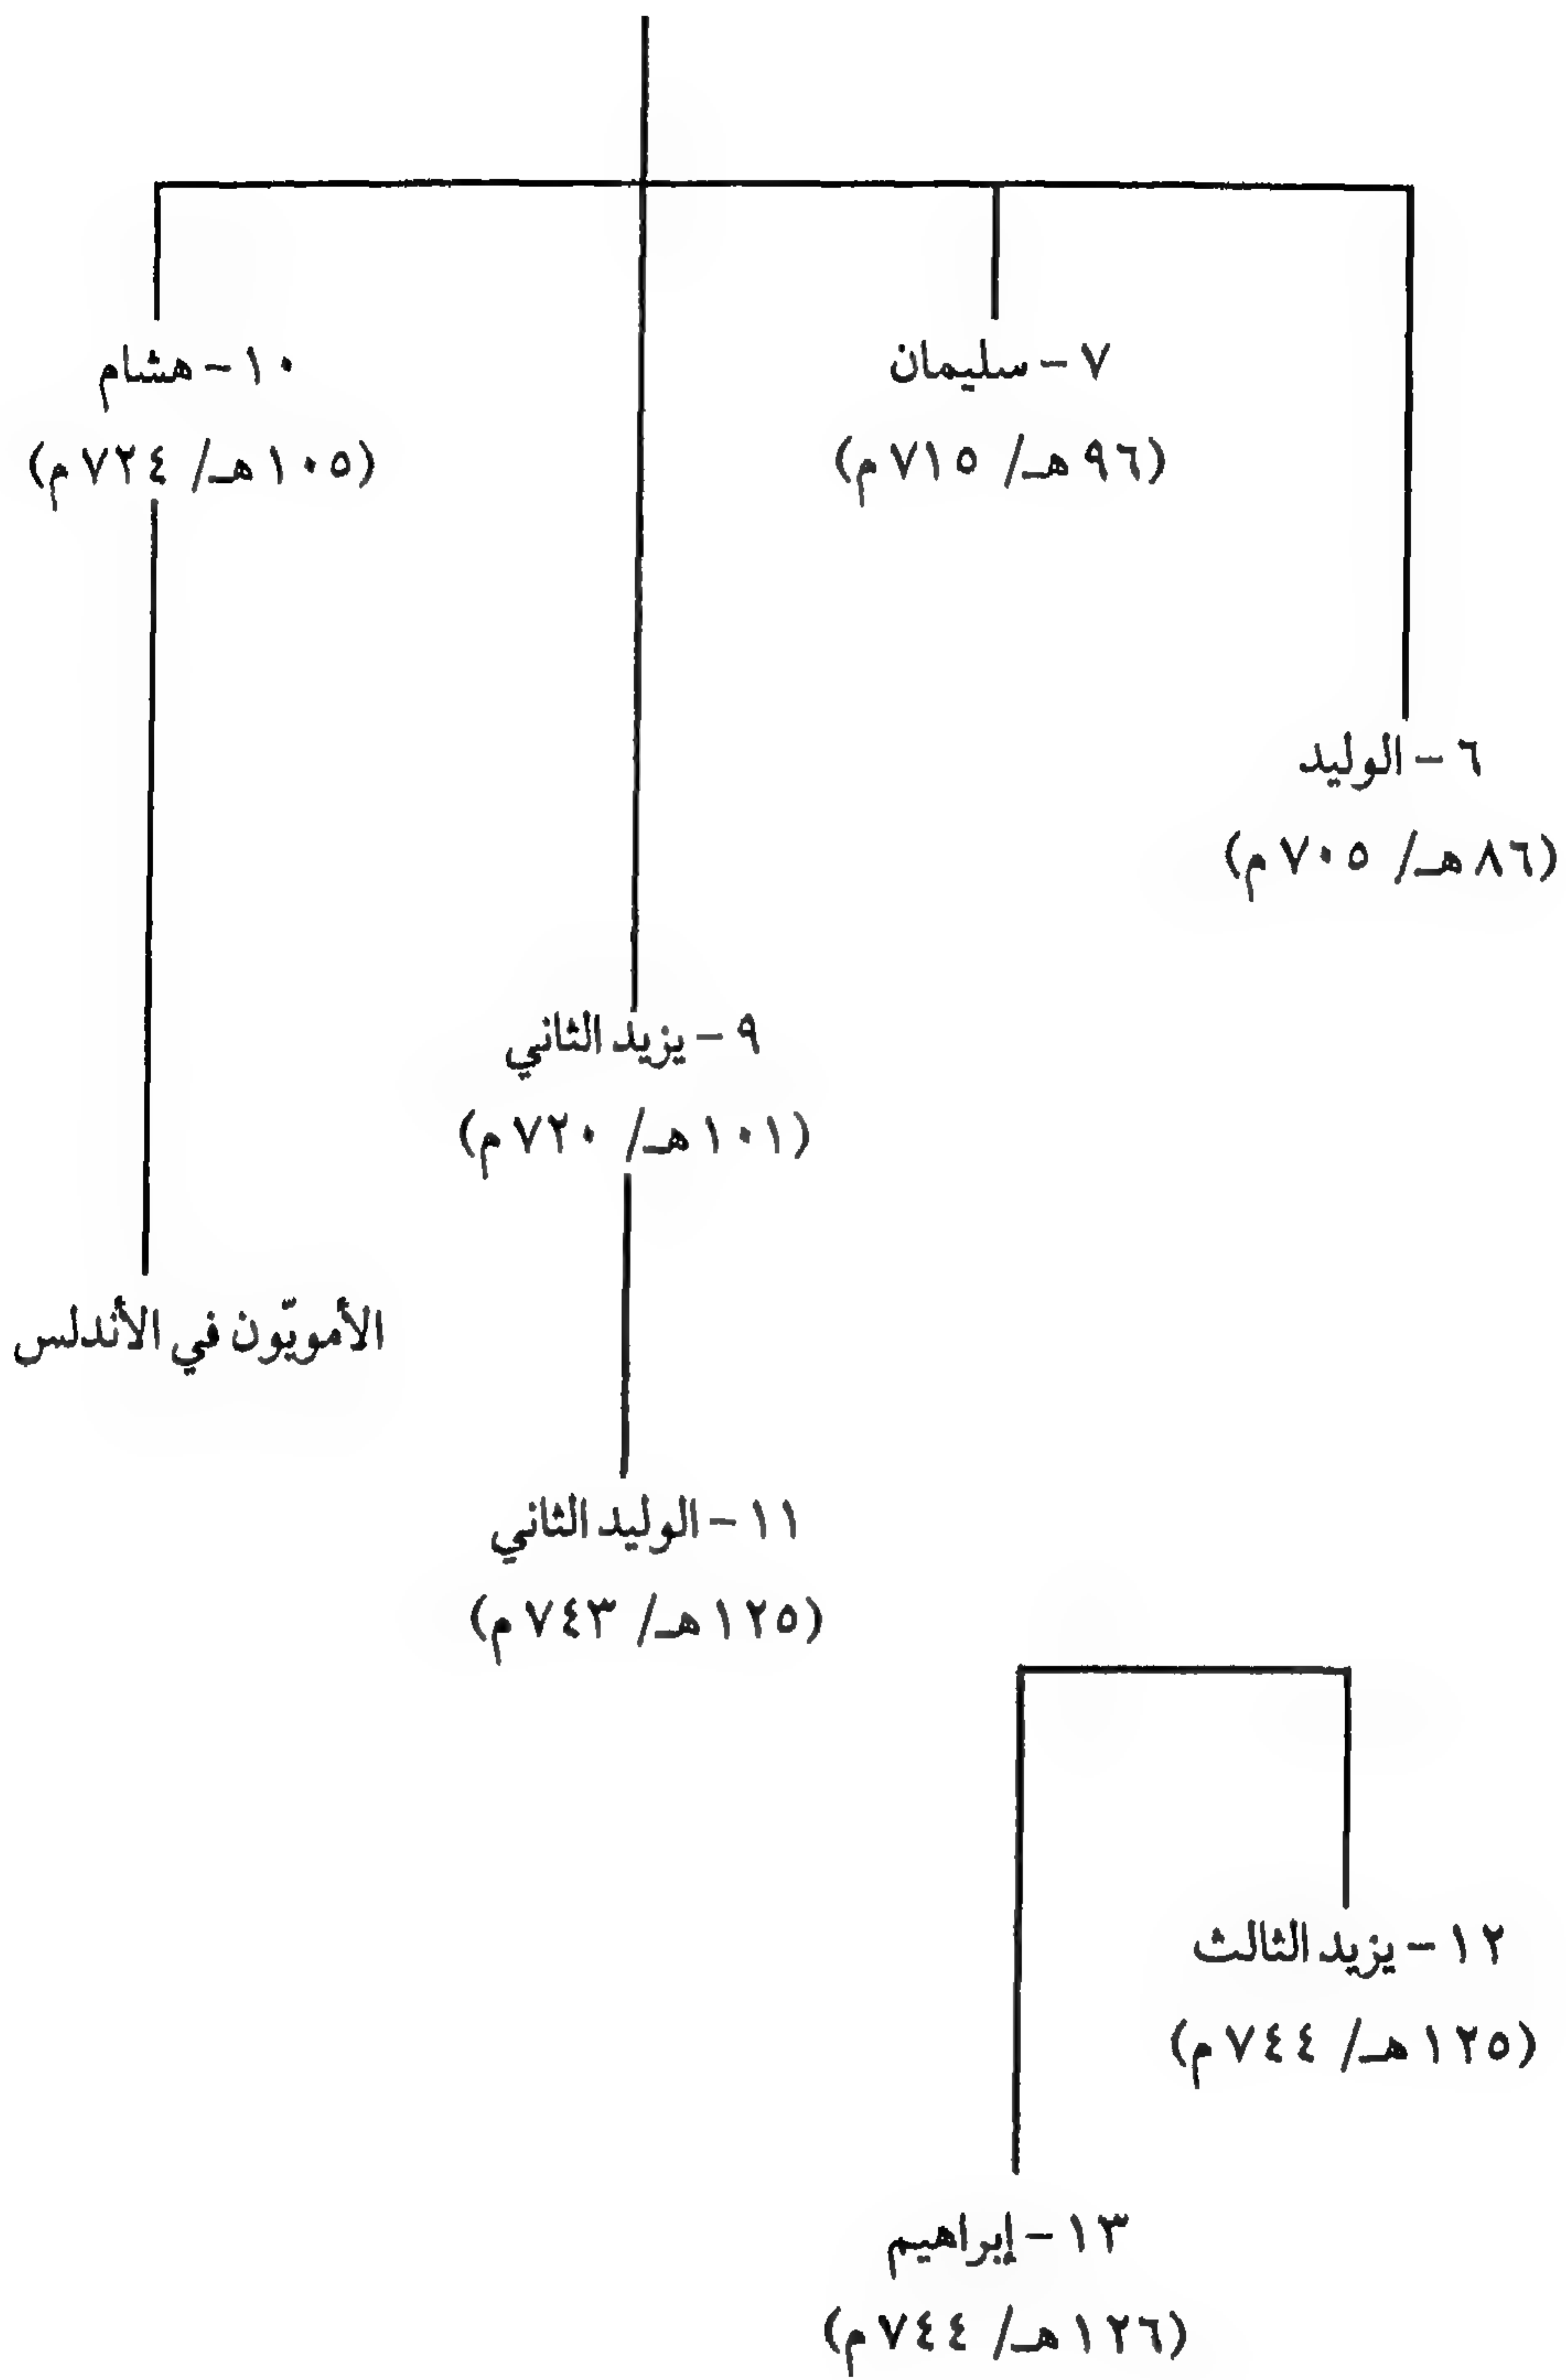 ٧ - سليمان
(٩٦هـ/ ٧١٥م)
١٠ - هشام
(١٠٥هـ/ ٧٢٤م)
٦ - الوليد
(٨٦هـ/ ٧٠٥م)
٩ - يزيد الثاني
(١٠١هـ/ ٧٢٠م)
الأمويّون في الأندلس
١١ - الوليد الثاني
(١٢٥هـ/ ٧٤٣م)
١٢ - يزيد الثالث
(١٢٥هـ/ ٧٤٤م)
١٣ - إبراهيم
(١٢٦هـ/ ٧٤٤م)